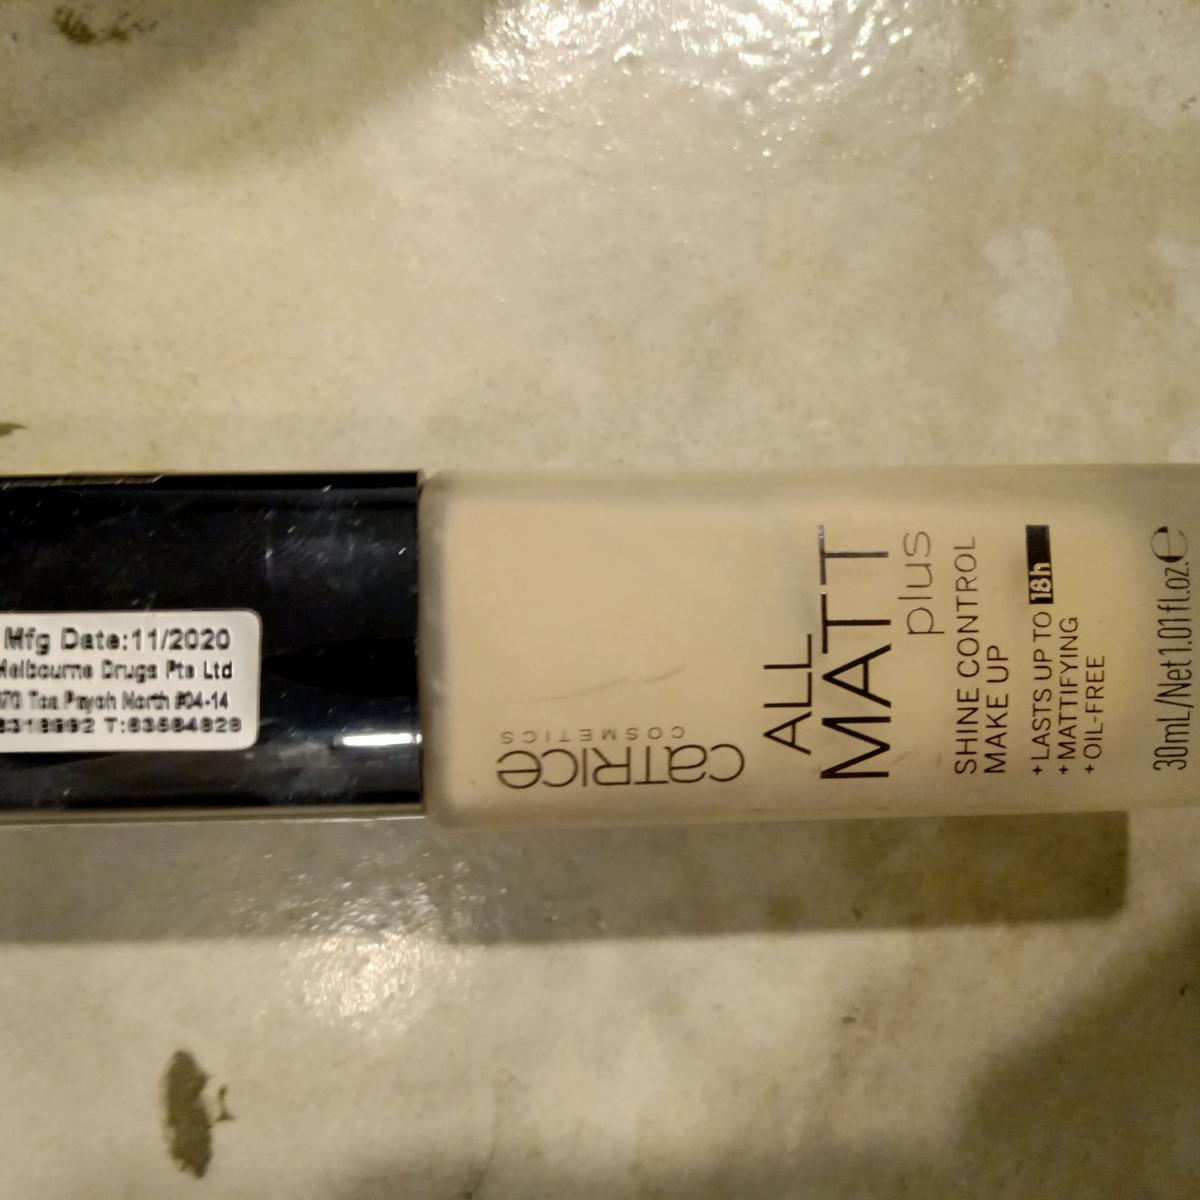 Mfg Date:11/2020
Melbourne Drugs Pte Ltd
Toa Payoh North #04-14
T:63564828
CATRICE
COSMETICS
ALL
MATT
plus
SHINE CONTROL
MAKE UP
+ LASTS UP TO 18h
+ MATTIFYING
+ OIL-FREE
30mL/Net 1.01 fl.oz.℮